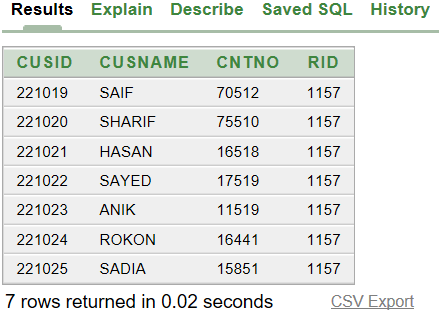 Results Explain Describe Saved SQL History
CUSID CUSNAME CNTNO RID
221019 SAIF 70512 1157
221020 SHARIF 75510 1157
221021 HASAN 16518 1157
221022 SAYED 17519 1157
221023 ANIK 11519 1157
221024 ROKON 16441 1157
221025 SADIA 15851 1157
7 rows returned in 0.02 seconds CSV Export